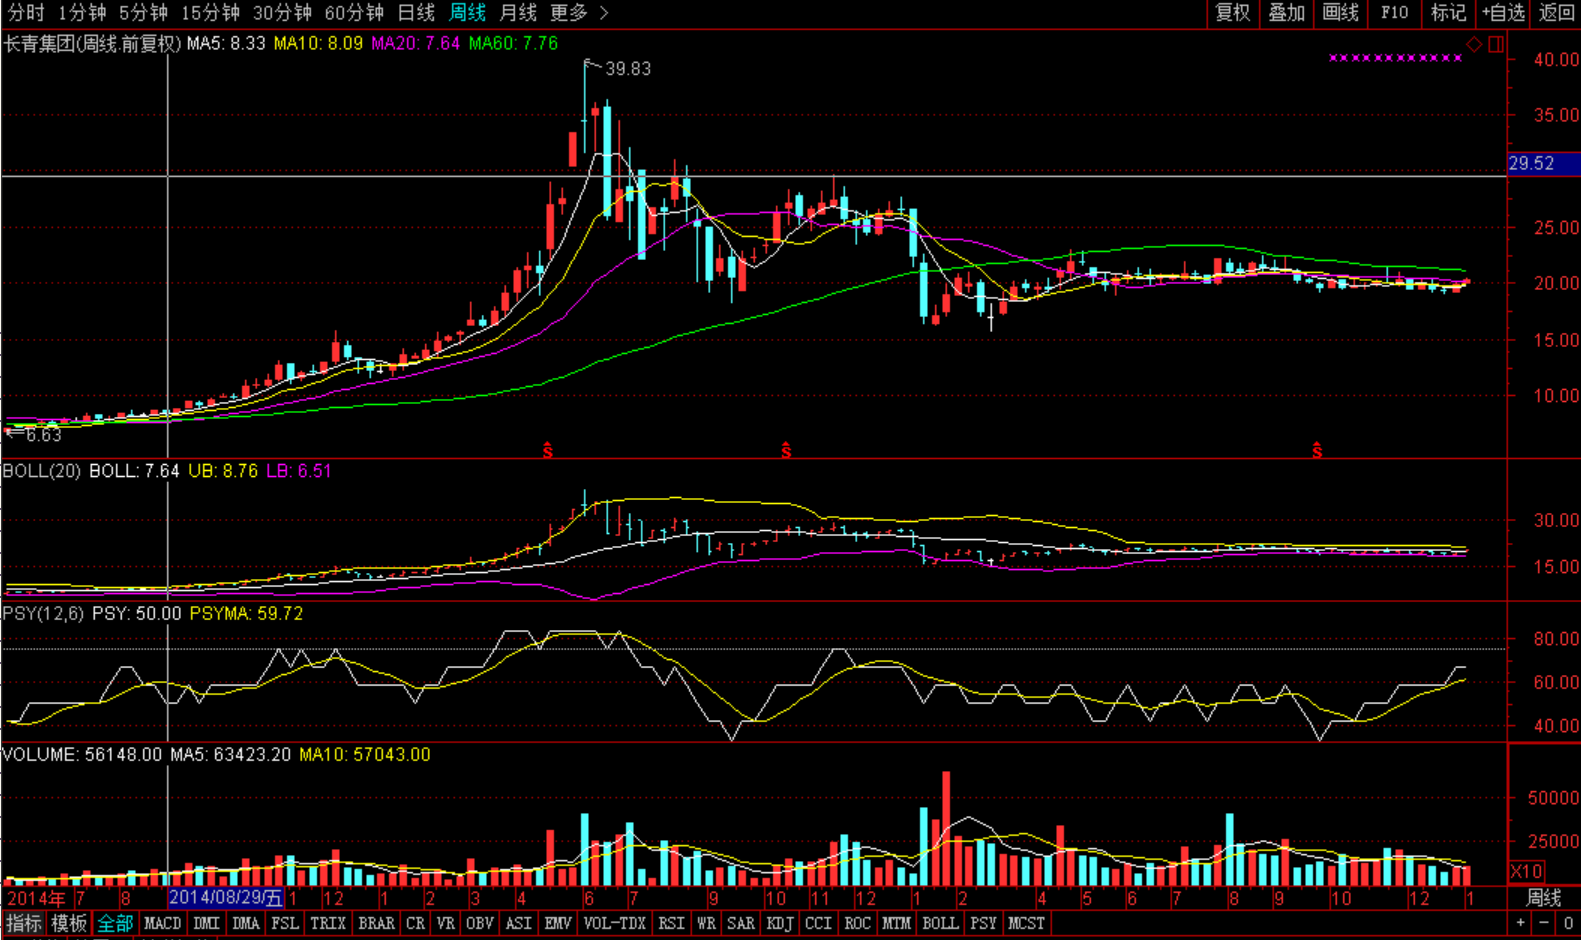 分时 1分钟 5分钟 15分钟 30分钟 60分钟 日线 周线 月线 更多 > 复权 叠加 画线 F10 标记 +自选 返回
长青集团(周线.前复权) MA5: 8.33 MA10: 8.09 MA20: 7.64 MA60: 7.76
40.00
39.83
35.00
29.52
25.00
20.00
15.00
10.00
6.63
S S S
BOLL(20) BOLL: 7.64 UB: 8.76 LB: 6.51
30.00
15.00
PSY(12,6) PSY: 50.00 PSYMA: 59.72
80.00
60.00
40.00
VOLUME: 56148.00 MA5: 63423.20 MA10: 57043.00
50000
25000
X10
2014年 7 8 2014/08/29/五 1 12 1 2 3 4 6 7 9 10 11 12 1 2 4 5 6 7 8 9 10 12 1 周线
指标 模板 全部 MACD DMI DMA FSL TRIX BRAR CR VR OBV ASI EMV VOL-TDX RSI WR SAR KDJ CCI ROC MTM BOLL PSY MCST + - 0